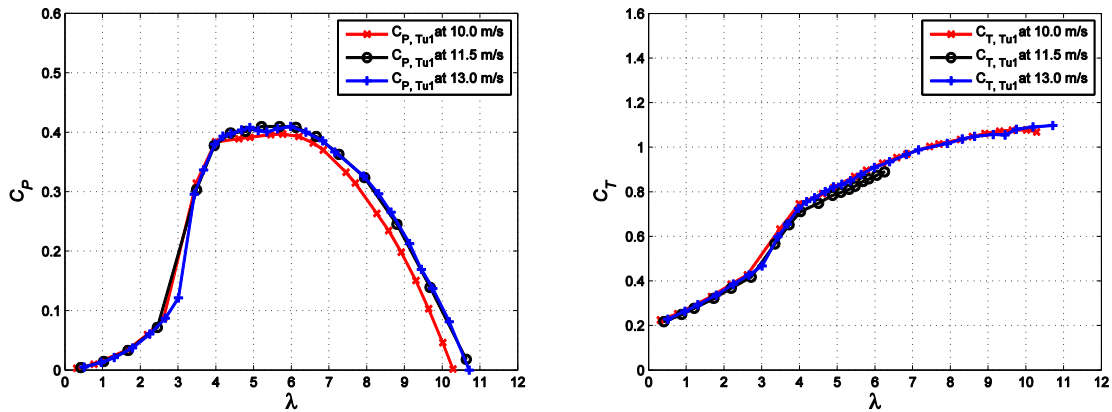 0.6
0.5
0.4
0.3
0.2
0.1
0
C_P
C_P, Tu1 at 10.0 m/s
C_P, Tu1 at 11.5 m/s
C_P, Tu1 at 13.0 m/s
0 1 2 3 4 5 6 7 8 9 10 11 12
λ
1.6
1.4
1.2
1
0.8
0.6
0.4
0.2
0
C_T
C_T, Tu1 at 10.0 m/s
C_T, Tu1 at 11.5 m/s
C_T, Tu1 at 13.0 m/s
0 1 2 3 4 5 6 7 8 9 10 11 12
λ